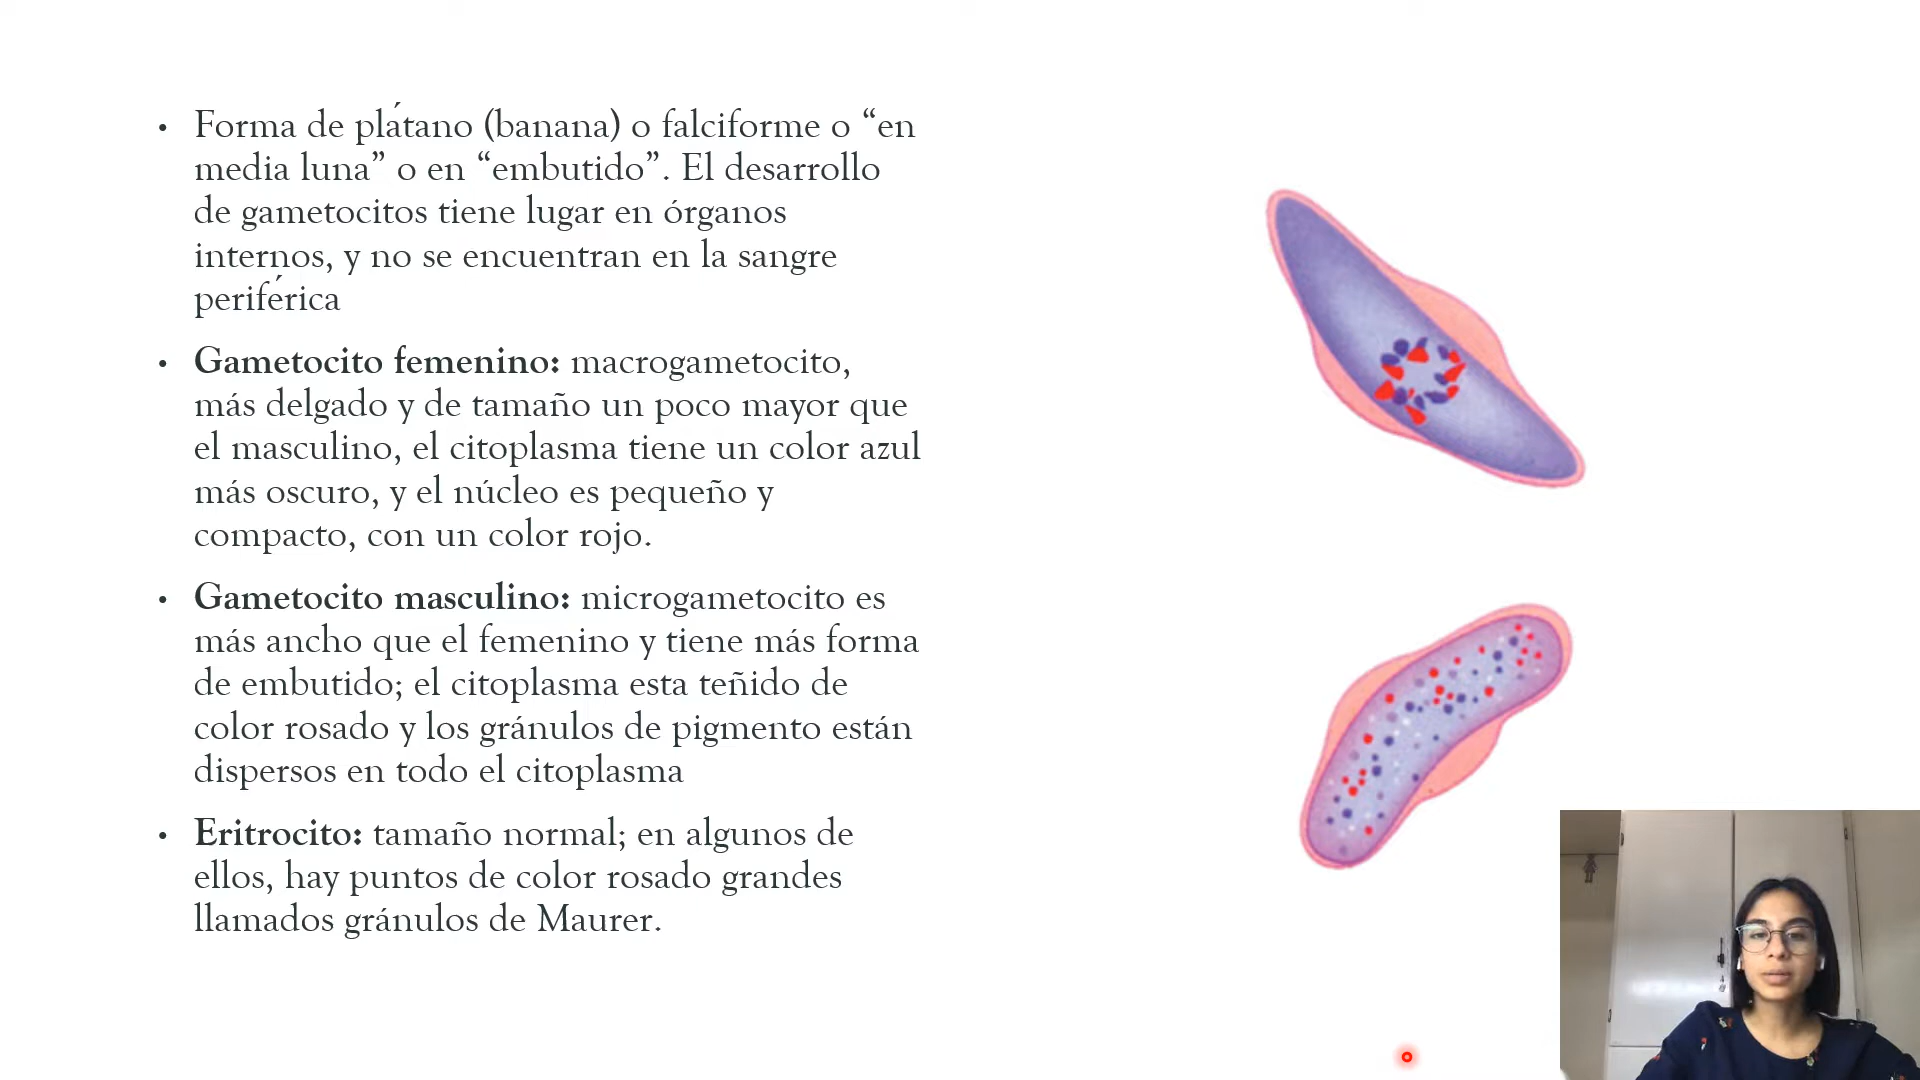 • Forma de plátano (banana) o falciforme o “en
media luna” o en “embutido”. El desarrollo
de gametocitos tiene lugar en órganos
internos, y no se encuentran en la sangre
periférica
• Gametocito femenino: macrogametocito,
más delgado y de tamaño un poco mayor que
el masculino, el citoplasma tiene un color azul
más oscuro, y el núcleo es pequeño y
compacto, con un color rojo.
• Gametocito masculino: microgametocito es
más ancho que el femenino y tiene más forma
de embutido; el citoplasma esta teñido de
color rosado y los gránulos de pigmento están
dispersos en todo el citoplasma
• Eritrocito: tamaño normal; en algunos de
ellos, hay puntos de color rosado grandes
llamados gránulos de Maurer.